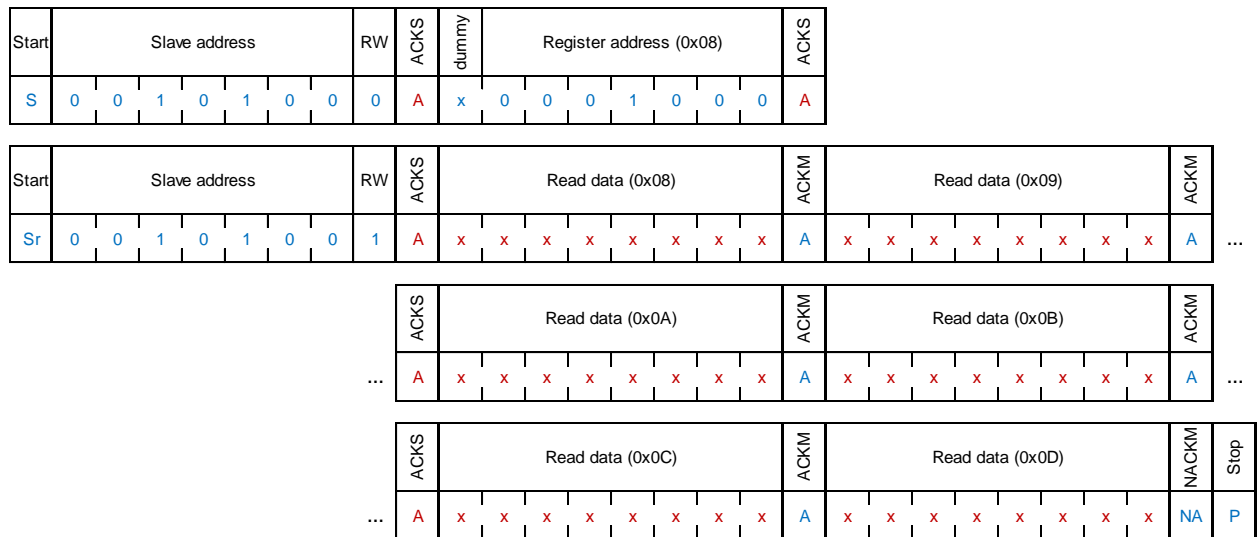 Start Slave address RW ACKS dummy Register address (0x08) ACKS
S 0 0 1 0 1 0 0 0 A x 0 0 0 1 0 0 0 A
Start Slave address RW ACKS Read data (0x08) ACKM Read data (0x09) ACKM
Sr 0 0 1 0 1 0 0 1 A x x x x x x x x A x x x x x x x x A ...
ACKS Read data (0x0A) ACKM Read data (0x0B) ACKM
... A x x x x x x x x A x x x x x x x x A ...
ACKS Read data (0x0C) ACKM Read data (0x0D) NACKM Stop
... A x x x x x x x x A x x x x x x x x NA P